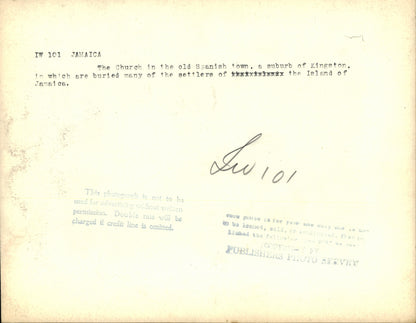 IW 101 JAMAICA
The Church in the old Spanish town, a suburb of Kingston,
in which are buried many of the settlers of the Island of
Jamaica.
Iw 101
This photograph is not to be
used for advertising without written
permission. Double rate will be
charged if credit line is omitted.
PUBLISHERS PHOTO SERVICE